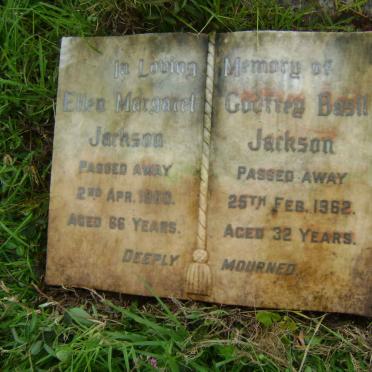 In Loving Memory of
Ellen Margaret
Jackson
PASSED AWAY
2ND APR.
AGED 66 YEARS.
Godfrey Basil
Jackson
PASSED AWAY
25TH FEB. 1962.
AGED 32 YEARS.
DEEPLY MOURNED